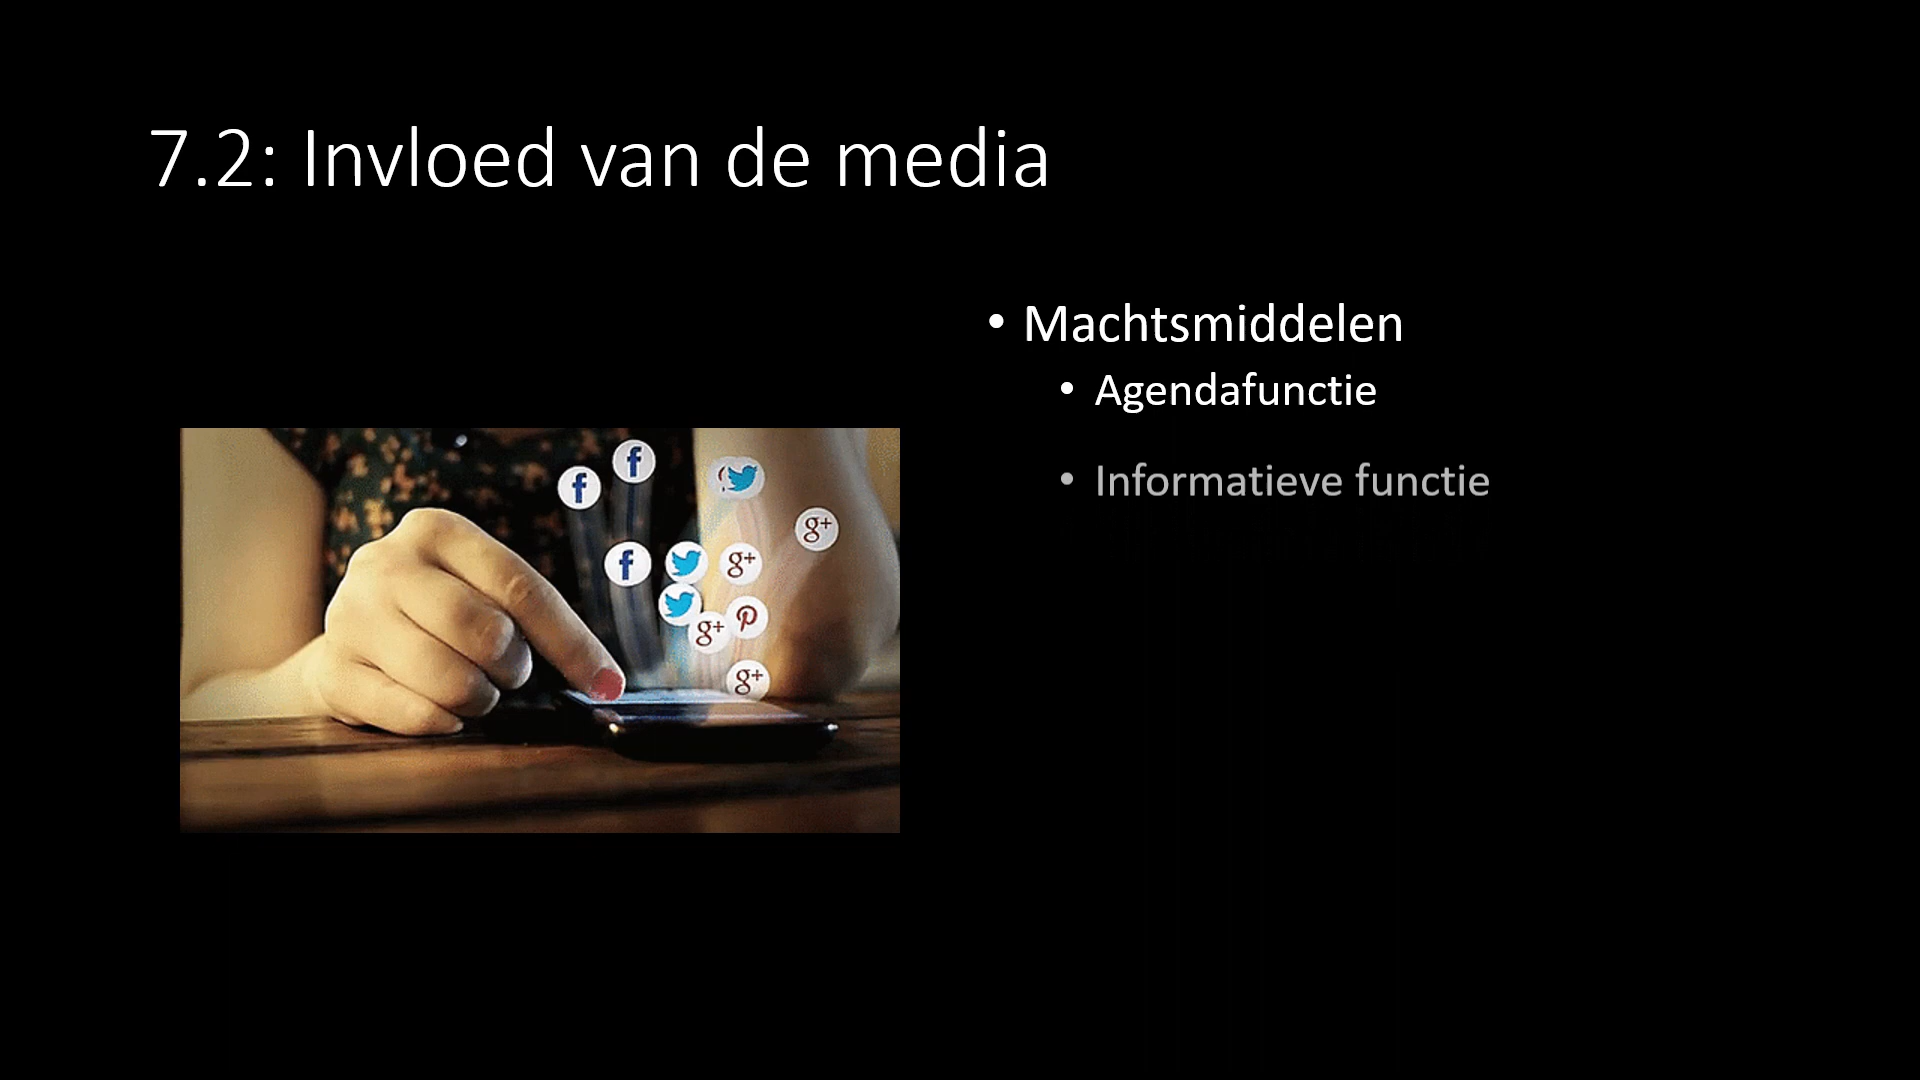 7.2: Invloed van de media
• Machtsmiddelen
• Agendafunctie
• Informatieve functie
f
f
g+
f
g+
g+
g+